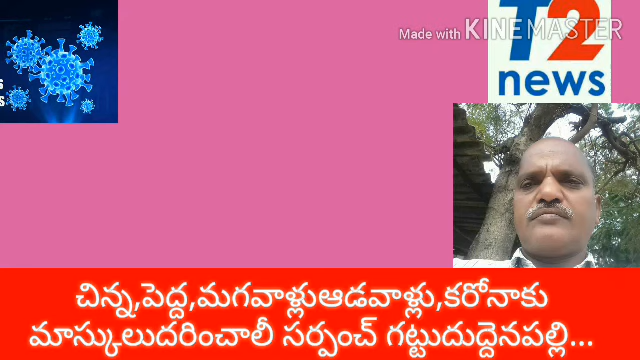 Made with KINEMASTER
T2
news
S
S
చిన్న,పెద్ద,మగవాళ్లుఆడవాళ్లు,కరోనాకు
మాస్కులుదరించాలీ సర్పంచ్ గట్టుదుద్దెనపల్లి...